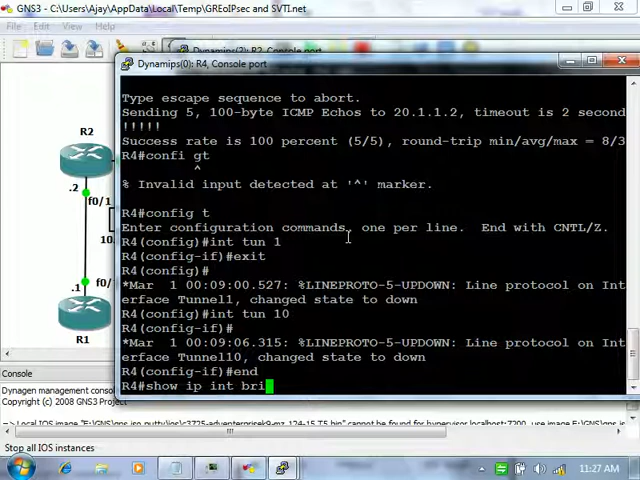 GNS3 - C:\Users\Ajay\AppData\Local\Temp\GREoIPsec and SVTI.net
File Edit View
Dynamips(2): R2, Console port
Dynamips(0): R4, Console port
Type escape sequence to abort.
Sending 5, 100-byte ICMP Echos to 20.1.1.2, timeout is 2 second
!!!!!
Success rate is 100 percent (5/5), round-trip min/avg/max = 8/3
R4#confi gt
^
% Invalid input detected at '^' marker.
R4#config t
Enter configuration commands, one per line. End with CNTL/Z.
R4(config)#int tun 1
R4(config-if)#exit
R4(config)#
*Mar 1 00:09:00.527: %LINEPROTO-5-UPDOWN: Line protocol on Int
erface Tunnel1, changed state to down
R4(config)#int tun 10
R4(config-if)#
*Mar 1 00:09:06.315: %LINEPROTO-5-UPDOWN: Line protocol on Int
erface Tunnel10, changed state to down
R4(config-if)#end
R4#show ip int bri
R2
.2
f0/1
10.
.1
f0/1
R1
Console
Dynagen management console
Copyright (c) 2008 GNS3 Project
Stop all IOS instances
11:27 AM